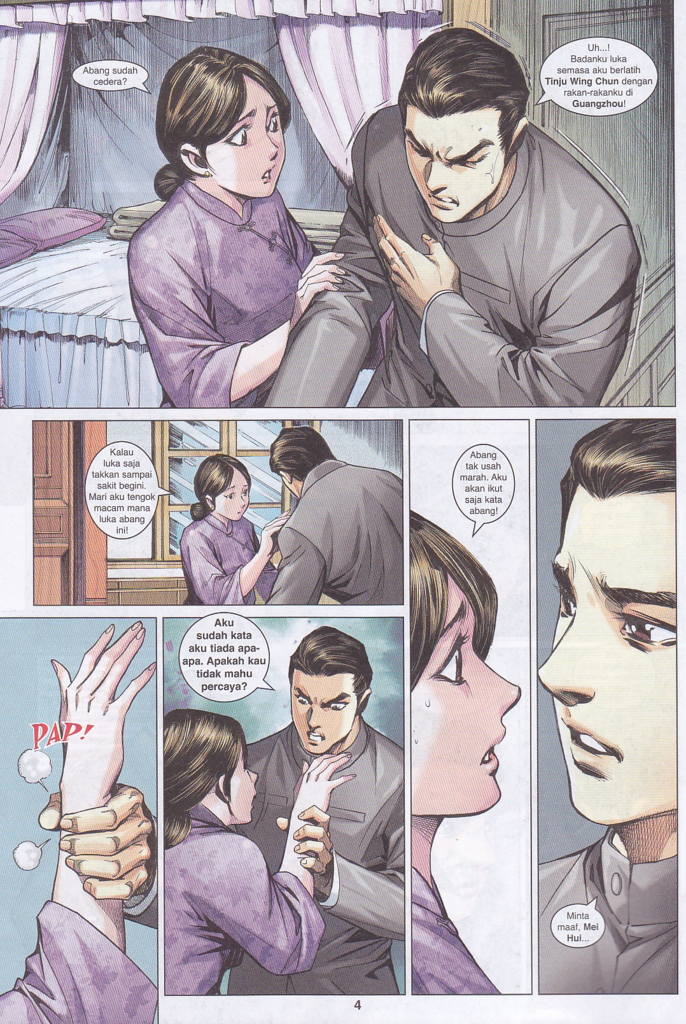 Abang sudah
cedera?
Uh...!
Badanku luka
semasa aku berlatih
Tinju Wing Chun dengan
rakan-rakanku di
Guangzhou!
Kalau
luka saja
takkan sampai
sakit begini.
Mari aku tengok
macam mana
luka abang
ini!
PAP!
Aku
sudah kata
aku tiada apa-
apa. Apakah kau
tidak mahu
percaya?
Abang
tak usah
marah. Aku
akan ikut
saja kata
abang!
Minta
maaf, Mei
Hui...
4